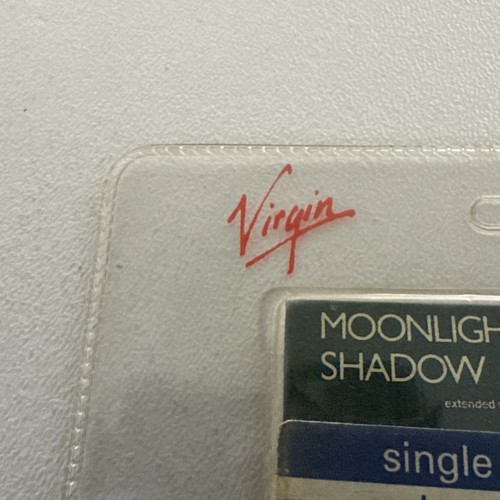 Virgin
MOONLIGH
SHADOW
extended
single